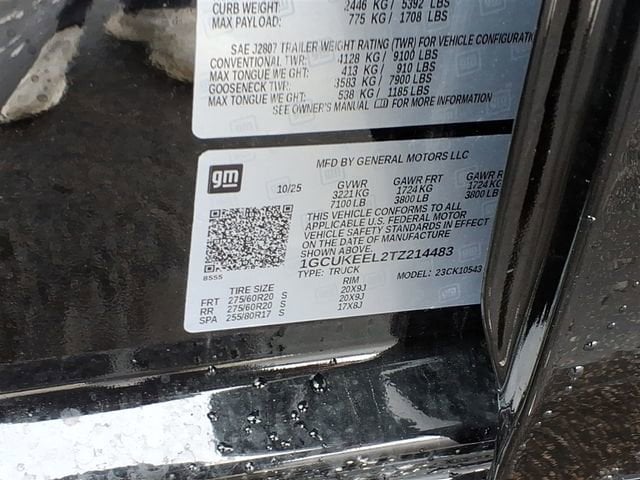 CURB WEIGHT: 2446 KG / 5392 LBS
MAX PAYLOAD: 775 KG / 1708 LBS
SAE J2807 TRAILER WEIGHT RATING (TWR) FOR VEHICLE CONFIGURATI
CONVENTIONAL TWR: 4128 KG / 9100 LBS
MAX TONGUE WEIGHT: 413 KG / 910 LBS
GOOSENECK TWR: 3583 KG / 7900 LBS
MAX TONGUE WEIGHT: 538 KG / 1185 LBS
SEE OWNER'S MANUAL FOR MORE INFORMATION
gm
MFD BY GENERAL MOTORS LLC
10/25 GVWR GAWR FRT GAWR R
3221 KG 1724 KG 1724 KG
7100 LB 3800 LB 3800 LB
THIS VEHICLE CONFORMS TO ALL
APPLICABLE U.S. FEDERAL MOTOR
VEHICLE SAFETY STANDARDS IN EFFECT
ON THE DATE OF MANUFACTURE
SHOWN ABOVE.
1GCUKEEL2TZ214483
8555 TYPE: TRUCK MODEL: 23CK10543
TIRE SIZE RIM
FRT 275/60R20 S 20X9J
RR 275/60R20 S 20X9J
SPA 255/80R17 S 17X8J